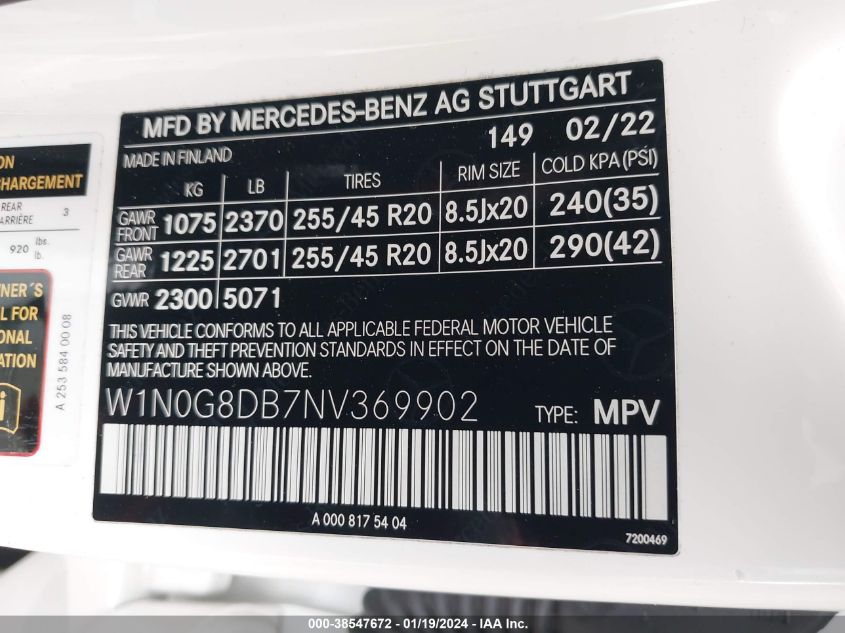 ON
CHARGEMENT
REAR
ARRIÈRE 3
920 lbs.
lb.
NER´S
L FOR
ONAL
ATION
A 253 584 00 08
MFD BY MERCEDES-BENZ AG STUTTGART
149 02/22
MADE IN FINLAND
KG LB TIRES RIM SIZE COLD KPA(PSI)
GAWR FRONT 1075 2370 255/45 R20 8.5Jx20 240(35)
GAWR REAR 1225 2701 255/45 R20 8.5Jx20 290(42)
GVWR 2300 5071
THIS VEHICLE CONFORMS TO ALL APPLICABLE FEDERAL MOTOR VEHICLE
SAFETY AND THEFT PREVENTION STANDARDS IN EFFECT ON THE DATE OF
MANUFACTURE SHOWN ABOVE.
W1N0G8DB7NV369902 TYPE: MPV
A 000 817 54 04
7200469
000-38547672 - 01/19/2024 - IAA Inc.